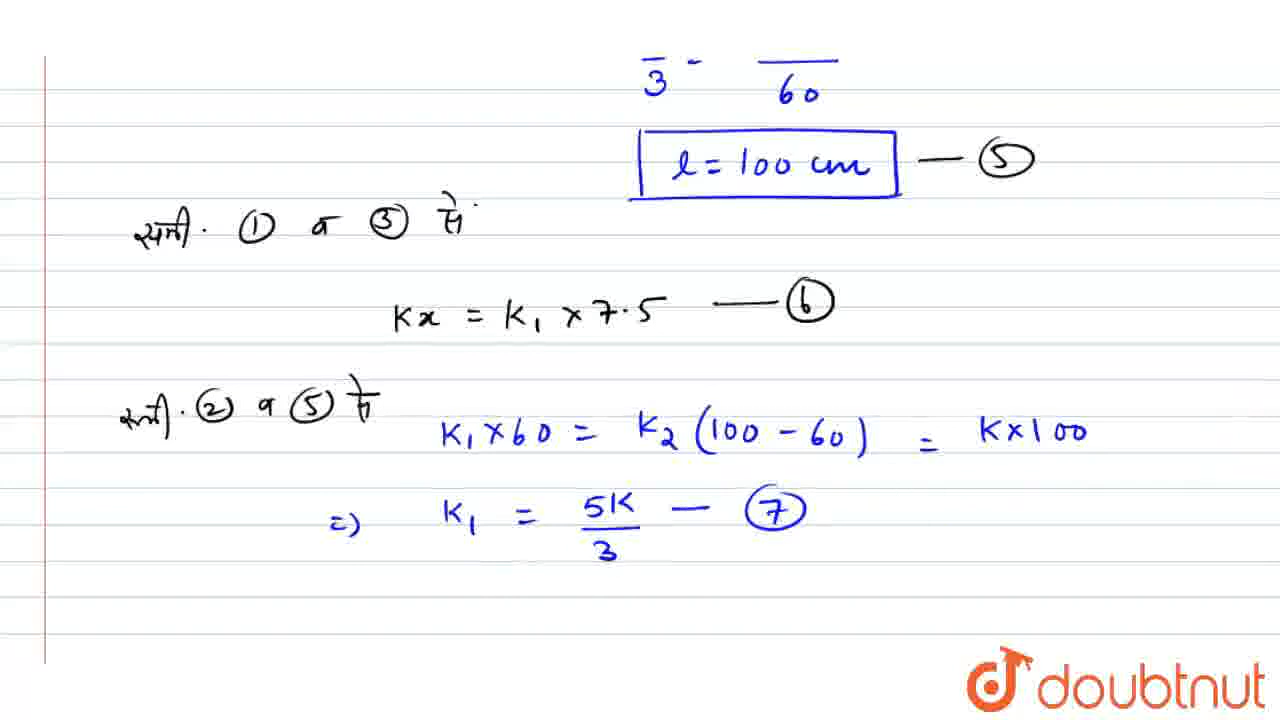 3 - 60
l = 100 cm — ⑤
समी. ① व ③ से
Kx = K₁ × 7.5 — ⑥
समी. ② व ⑤ से
K₁ × 60 = K₂ (100 - 60) = K × 100
=) K₁ = 5K/3 — ⑦
doubtnut